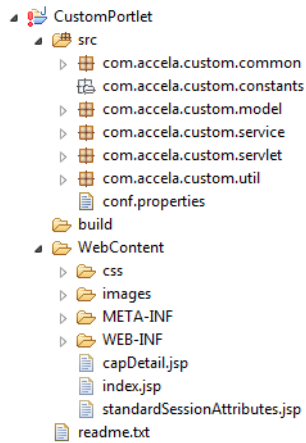 CustomPortlet
src
com.accela.custom.common
com.accela.custom.constants
com.accela.custom.model
com.accela.custom.service
com.accela.custom.servlet
com.accela.custom.util
conf.properties
build
WebContent
css
images
META-INF
WEB-INF
capDetail.jsp
index.jsp
standardSessionAttributes.jsp
readme.txt